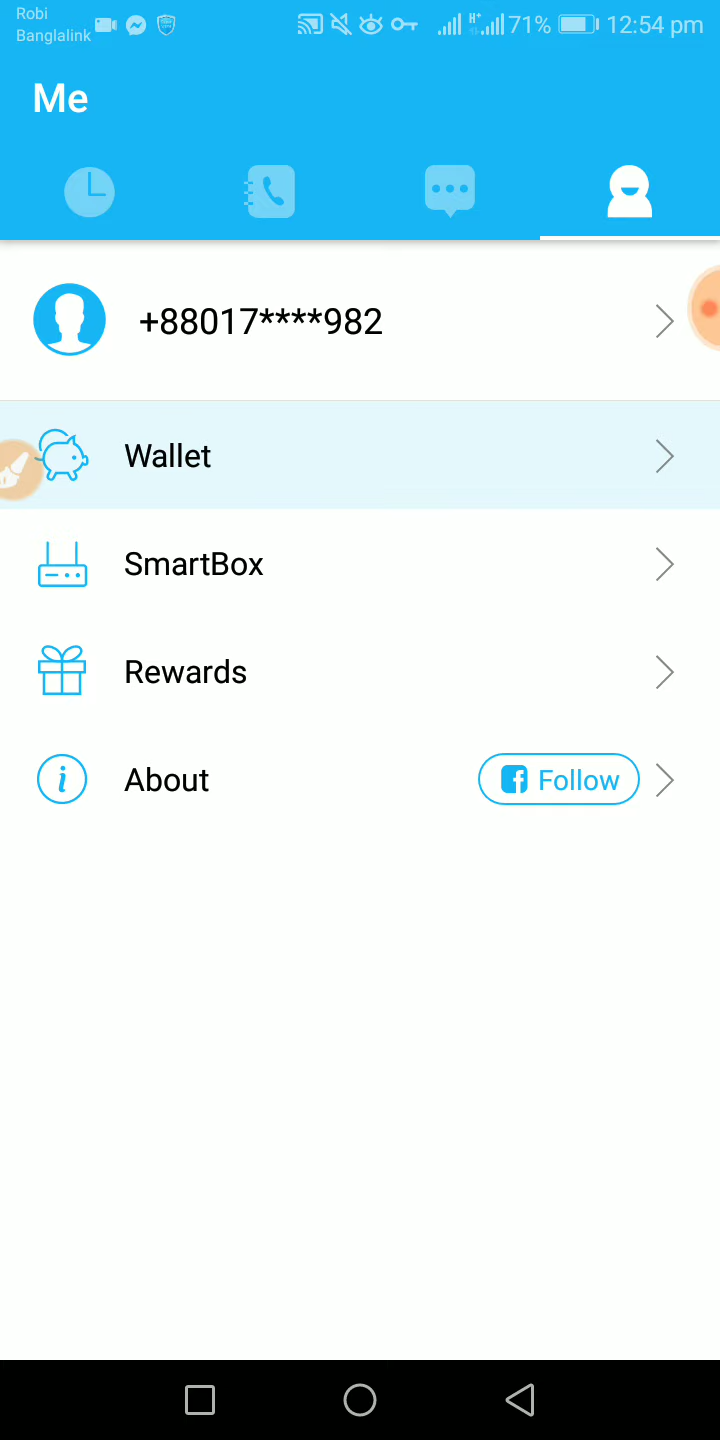 Robi
Banglalink
H+
71%
12:54 pm
Me
+88017****982
Wallet
SmartBox
Rewards
About
Follow